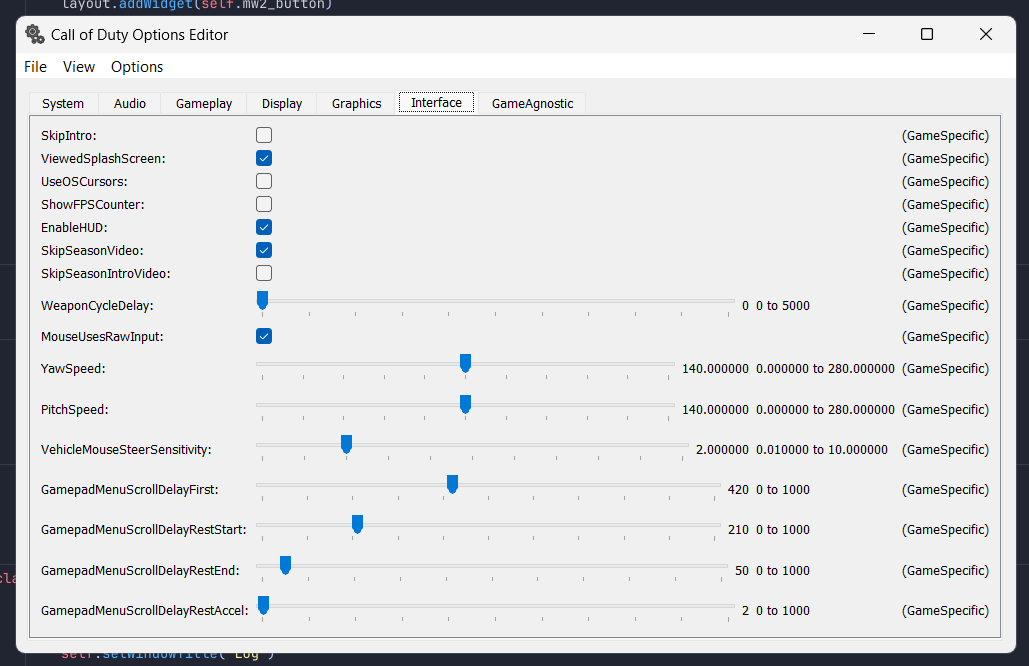 layout.addWidget(self.mw2_button)
Call of Duty Options Editor
File View Options
System Audio Gameplay Display Graphics Interface GameAgnostic
SkipIntro: (GameSpecific)
ViewedSplashScreen: (GameSpecific)
UseOSCursors: (GameSpecific)
ShowFPSCounter: (GameSpecific)
EnableHUD: (GameSpecific)
SkipSeasonVideo: (GameSpecific)
SkipSeasonIntroVideo: (GameSpecific)
WeaponCycleDelay: 0 0 to 5000 (GameSpecific)
MouseUsesRawInput: (GameSpecific)
YawSpeed: 140.000000 0.000000 to 280.000000 (GameSpecific)
PitchSpeed: 140.000000 0.000000 to 280.000000 (GameSpecific)
VehicleMouseSteerSensitivity: 2.000000 0.010000 to 10.000000 (GameSpecific)
GamepadMenuScrollDelayFirst: 420 0 to 1000 (GameSpecific)
GamepadMenuScrollDelayRestStart: 210 0 to 1000 (GameSpecific)
GamepadMenuScrollDelayRestEnd: 50 0 to 1000 (GameSpecific)
cla
GamepadMenuScrollDelayRestAccel: 2 0 to 1000 (GameSpecific)
self.setWindowTitle("Log")